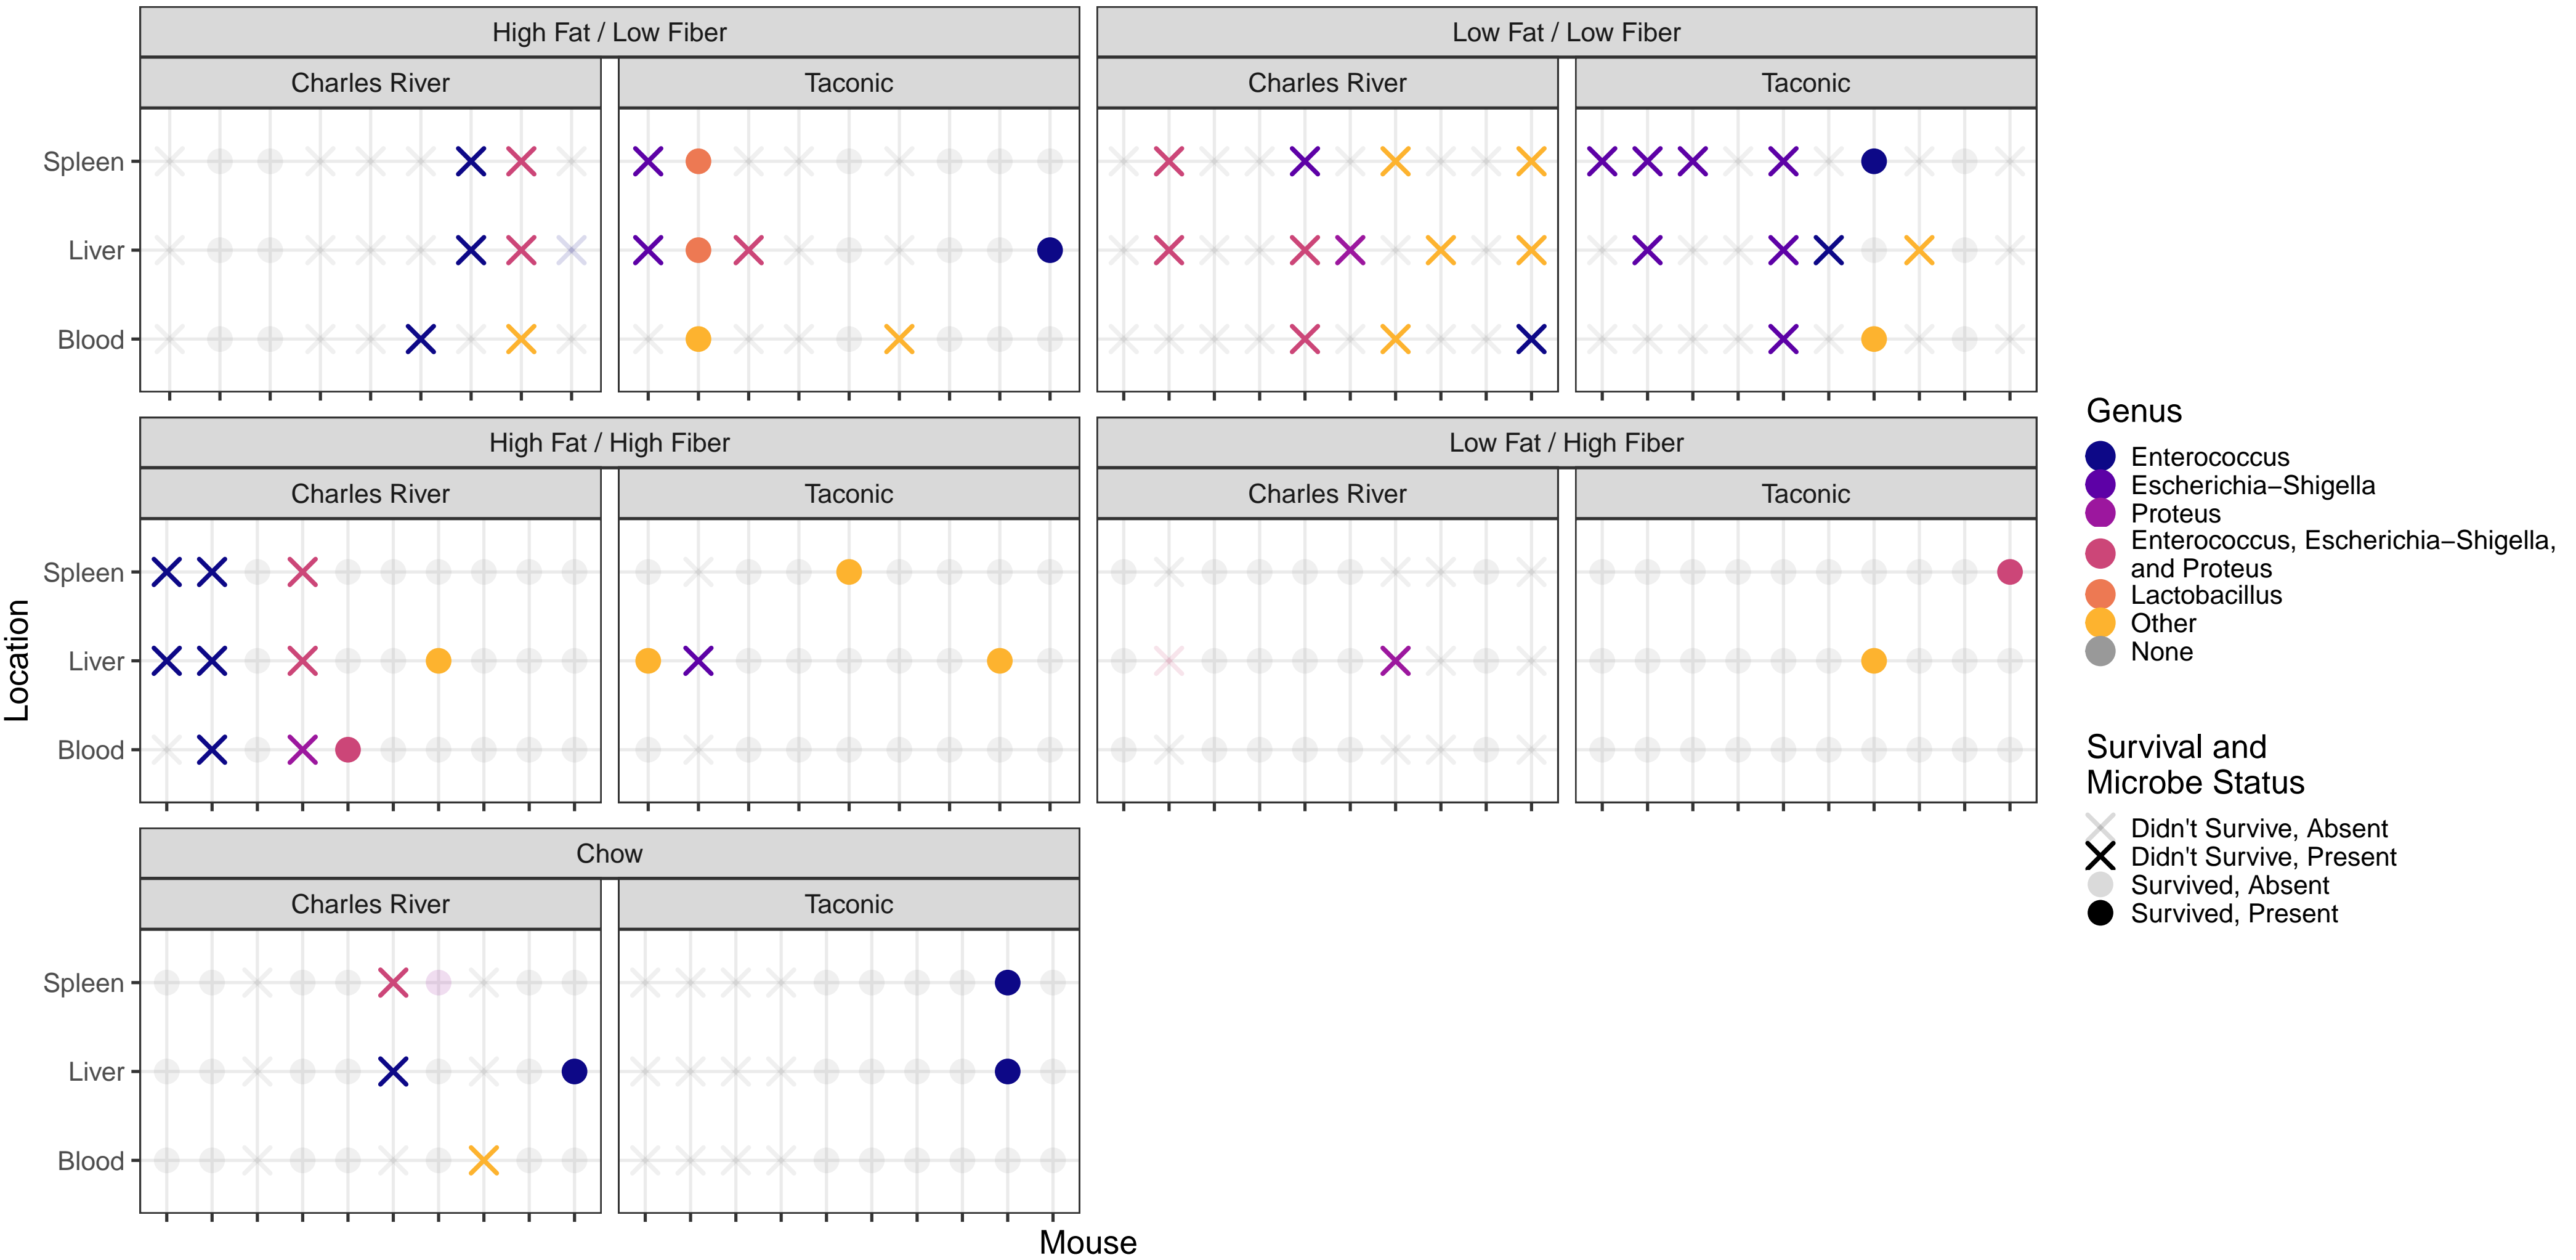 High Fat / Low Fiber
Low Fat / Low Fiber
Charles River
Taconic
Charles River
Taconic
Spleen
Liver
Blood
High Fat / High Fiber
Low Fat / High Fiber
Charles River
Taconic
Charles River
Taconic
Spleen
Liver
Blood
Chow
Charles River
Taconic
Spleen
Liver
Blood
Location
Mouse
Genus
Enterococcus
Escherichia−Shigella
Proteus
Enterococcus, Escherichia−Shigella,
and Proteus
Lactobacillus
Other
None
Survival and
Microbe Status
Didn't Survive, Absent
Didn't Survive, Present
Survived, Absent
Survived, Present